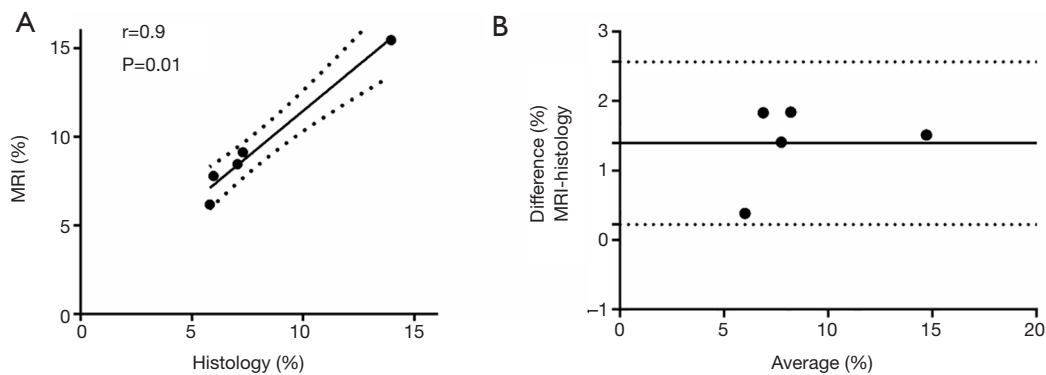 A
r=0.9
P=0.01
15
10
5
0
MRI (%)
0
5
10
15
Histology (%)
B
3
2
1
0
–1
Difference (%)
MRI-histology
0
5
10
15
20
Average (%)